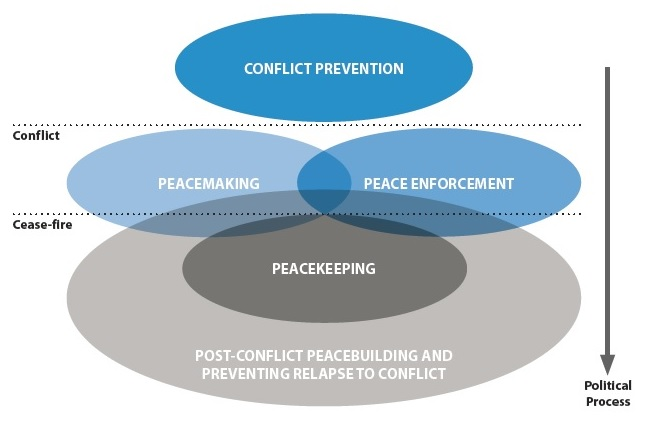 CONFLICT PREVENTION
Conflict
PEACEMAKING
PEACE ENFORCEMENT
Cease-fire
PEACEKEEPING
POST-CONFLICT PEACEBUILDING AND
PREVENTING RELAPSE TO CONFLICT
Political
Process